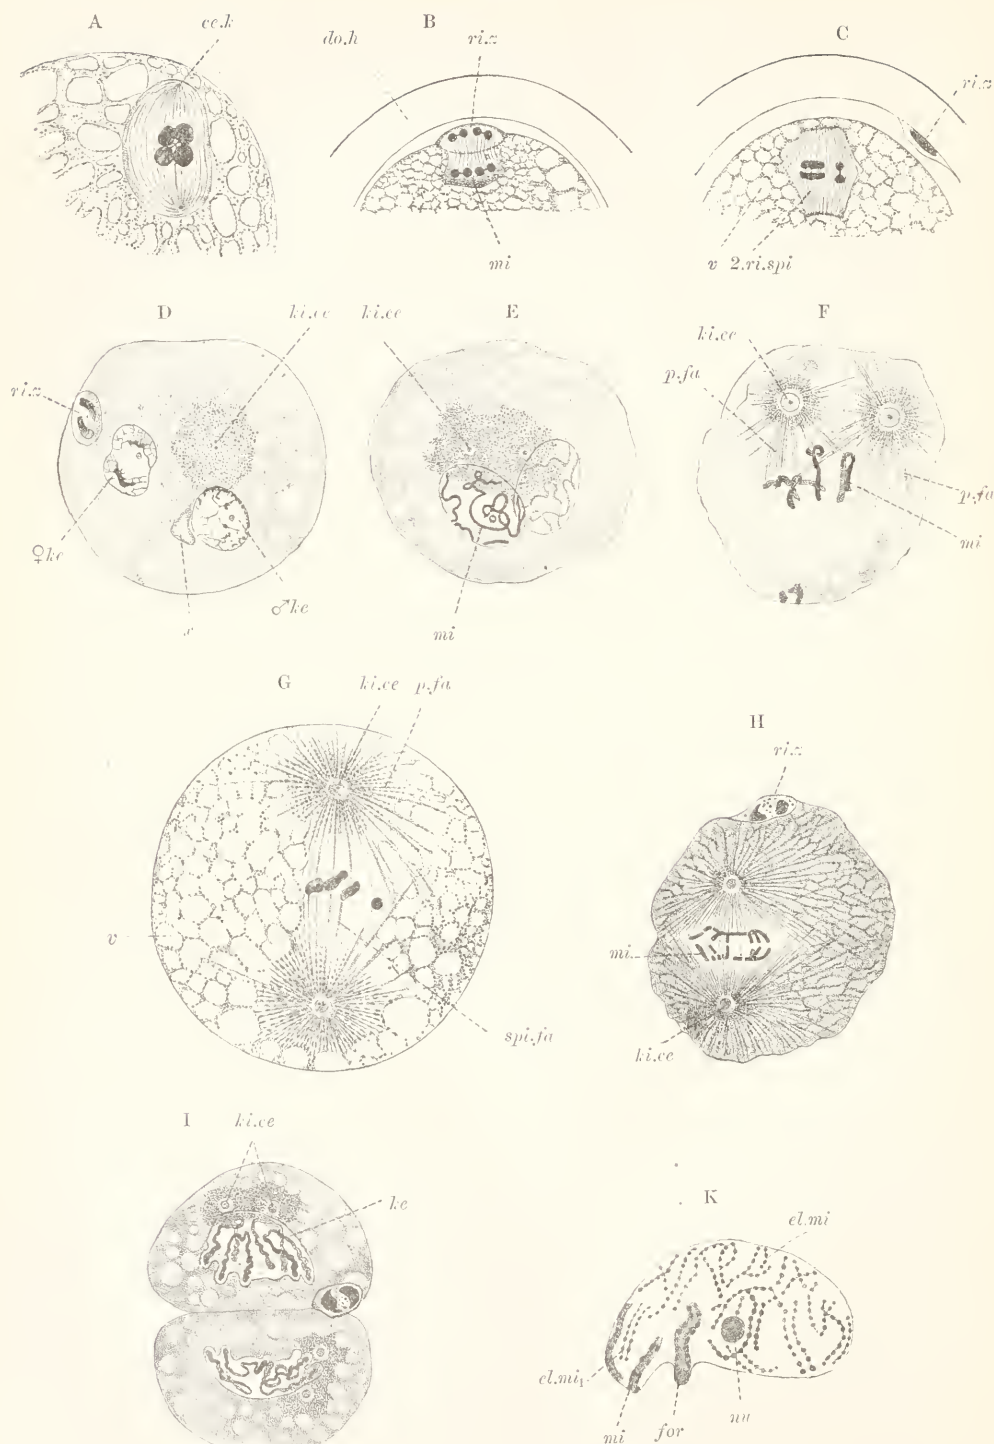 A
ce.k
B
do.h
ri.z
C
ri.z
mi
v 2.ri.spi
D
ki.ce
ki.ce
E
F
ki.ce
p.fa
ri.z
♀ke
p.fa
mi
♂ke
mi
G
ki.ce p.fa
H
ri.z
v
mi
spi.fa
ki.ce
I
ki.ce
ke
K
el.mi
el.mi₁
mi
for
nu